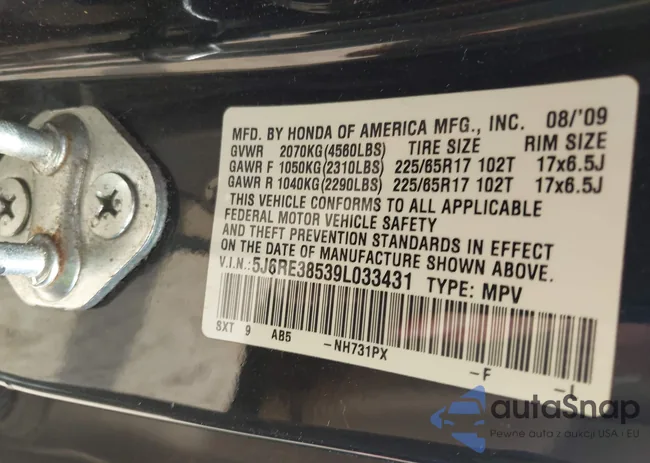 MFD. BY HONDA OF AMERICA MFG., INC. 08/'09
GVWR 2070KG(4560LBS) TIRE SIZE RIM SIZE
GAWR F 1050KG(2310LBS) 225/65R17 102T 17x6.5J
GAWR R 1040KG(2290LBS) 225/65R17 102T 17x6.5J
THIS VEHICLE CONFORMS TO ALL APPLICABLE
FEDERAL MOTOR VEHICLE SAFETY
AND THEFT PREVENTION STANDARDS IN EFFECT
ON THE DATE OF MANUFACTURE SHOWN ABOVE.
V.I.N.: 5J6RE38539L033431 TYPE: MPV
SXT 9 AB5 -NH731PX -F -I
autaSnap
Pewne auta z aukcji USA - EU